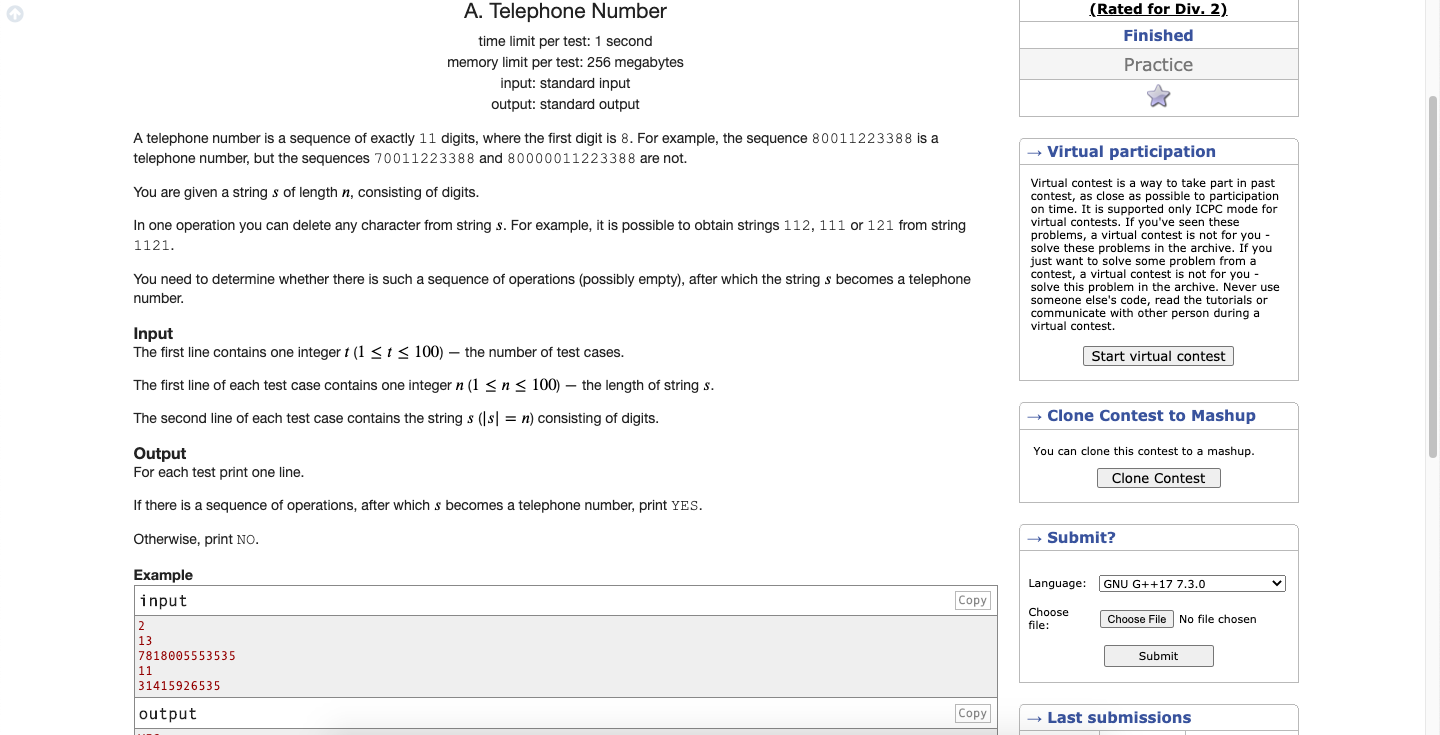 A. Telephone Number
time limit per test: 1 second
memory limit per test: 256 megabytes
input: standard input
output: standard output
A telephone number is a sequence of exactly 11 digits, where the first digit is 8. For example, the sequence 80011223388 is a
telephone number, but the sequences 70011223388 and 80000011223388 are not.
You are given a string s of length n, consisting of digits.
In one operation you can delete any character from string s. For example, it is possible to obtain strings 112, 111 or 121 from string
1121.
You need to determine whether there is such a sequence of operations (possibly empty), after which the string s becomes a telephone
number.
Input
The first line contains one integer t (1 ≤ t ≤ 100) — the number of test cases.
The first line of each test case contains one integer n (1 ≤ n ≤ 100) — the length of string s.
The second line of each test case contains the string s (|s| = n) consisting of digits.
Output
For each test print one line.
If there is a sequence of operations, after which s becomes a telephone number, print YES.
Otherwise, print NO.
Example
input
Copy
2
13
7818005553535
11
31415926535
output
Copy
(Rated for Div. 2)
Finished
Practice
→ Virtual participation
Virtual contest is a way to take part in past
contest, as close as possible to participation
on time. It is supported only ICPC mode for
virtual contests. If you've seen these
problems, a virtual contest is not for you -
solve these problems in the archive. If you
just want to solve some problem from a
contest, a virtual contest is not for you -
solve this problem in the archive. Never use
someone else's code, read the tutorials or
communicate with other person during a
virtual contest.
Start virtual contest
→ Clone Contest to Mashup
You can clone this contest to a mashup.
Clone Contest
→ Submit?
Language: GNU G++17 7.3.0
Choose
file: Choose File No file chosen
Submit
→ Last submissions